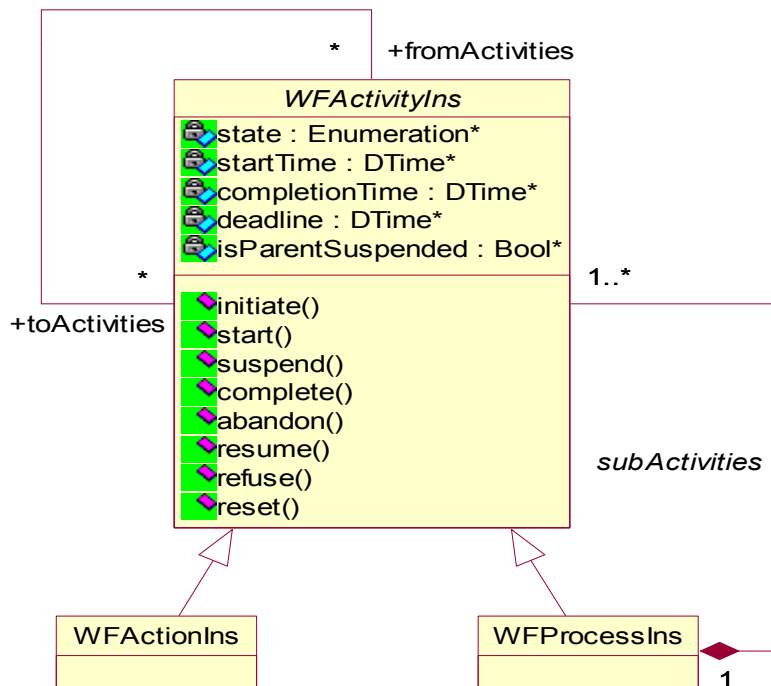 * +fromActivities
WFActivityIns
state : Enumeration*
startTime : DTime*
completionTime : DTime*
deadline : DTime*
isParentSuspended : Bool*
* 1..*
+toActivities
initiate()
start()
suspend()
complete()
abandon()
resume()
refuse()
reset()
subActivities
WFActionIns WFProcessIns
1